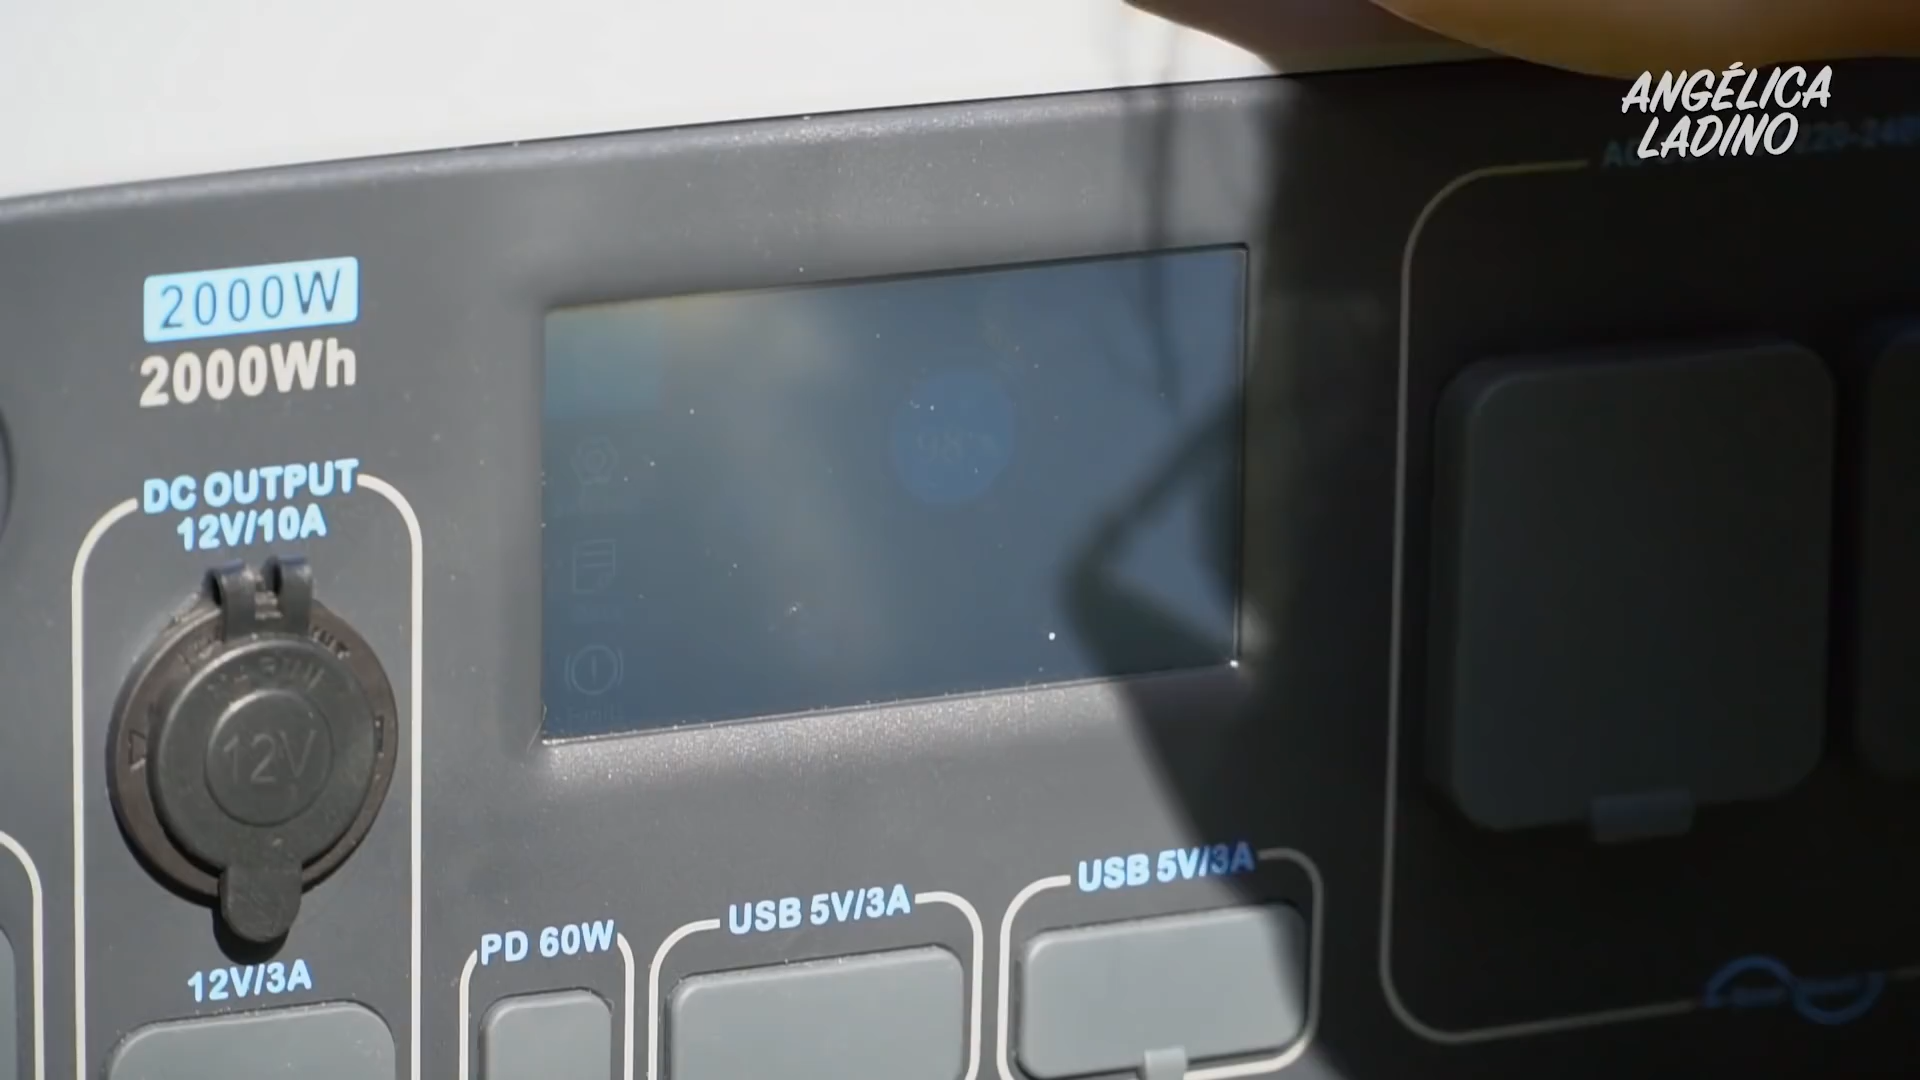 ANGÉLICA
LADINO
2000W
2000Wh
DC OUTPUT
12V/10A
98%
12V
12V/3A
PD 60W
USB 5V/3A
USB 5V/3A